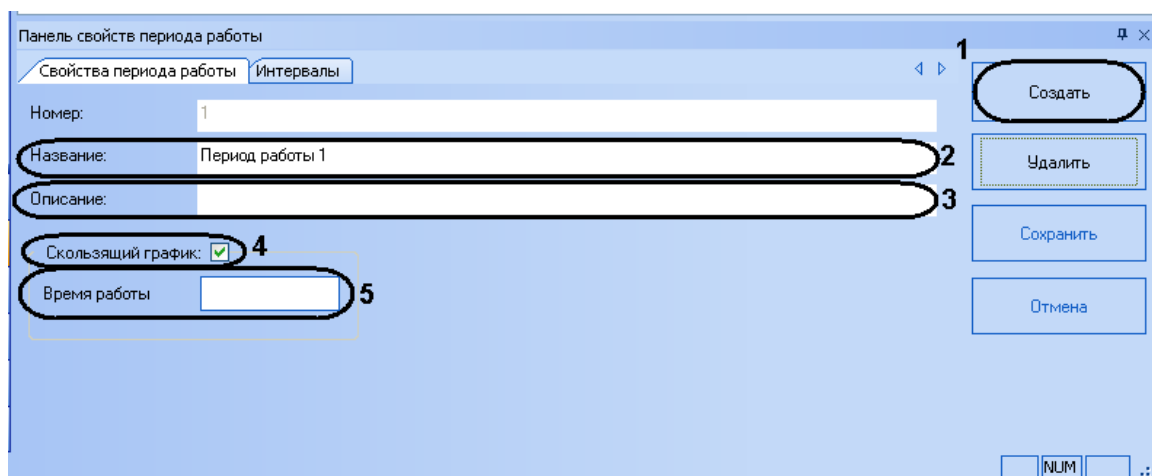 Панель свойств периода работы
Свойства периода работы Интервалы
1
Создать
Номер: 1
Название: Период работы 1 2
Удалить
Описание: 3
Сохранить
Скользящий график: 4
Время работы 5
Отмена
NUM